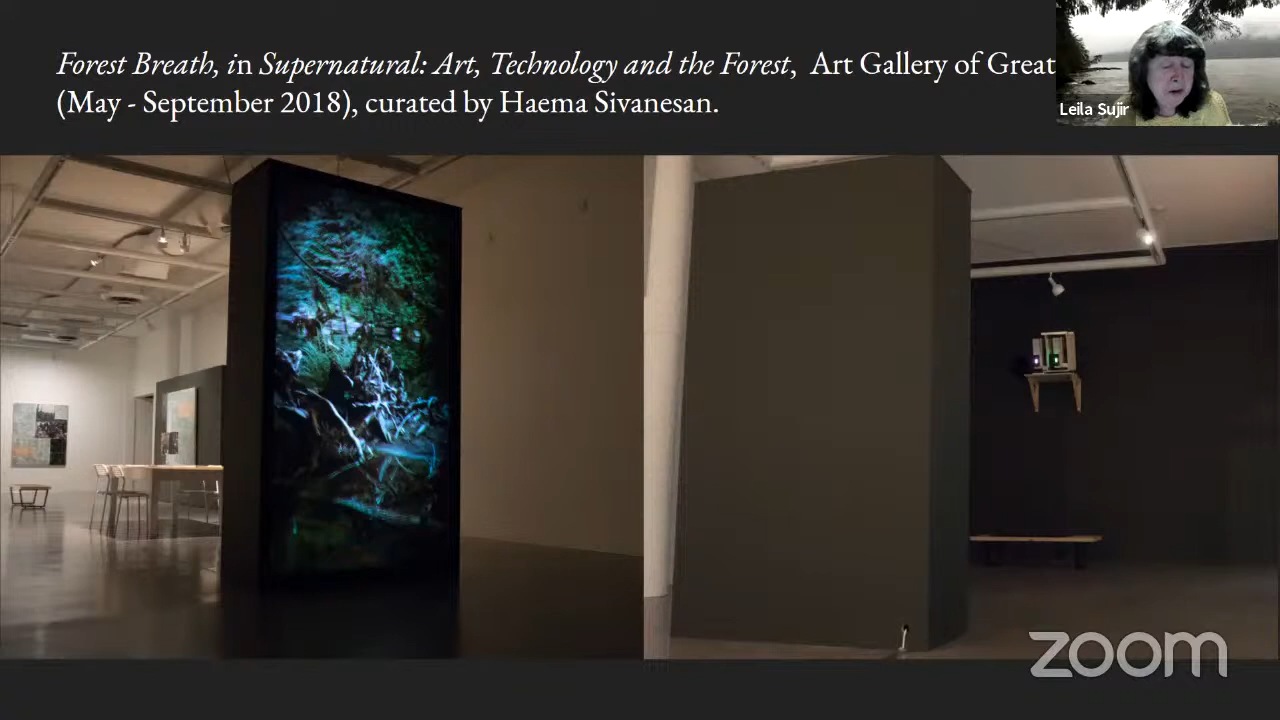 Forest Breath, in Supernatural: Art, Technology and the Forest, Art Gallery of Great
(May - September 2018), curated by Haema Sivanesan.
Leila Sujir
zoom